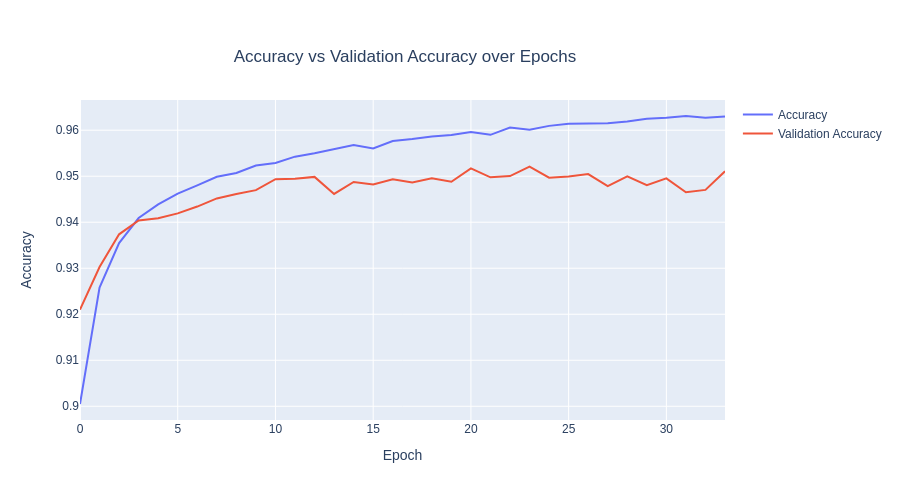 Accuracy vs Validation Accuracy over Epochs
Accuracy
Validation Accuracy
0.96
0.95
0.94
0.93
0.92
0.91
0.9
Accuracy
0 5 10 15 20 25 30
Epoch